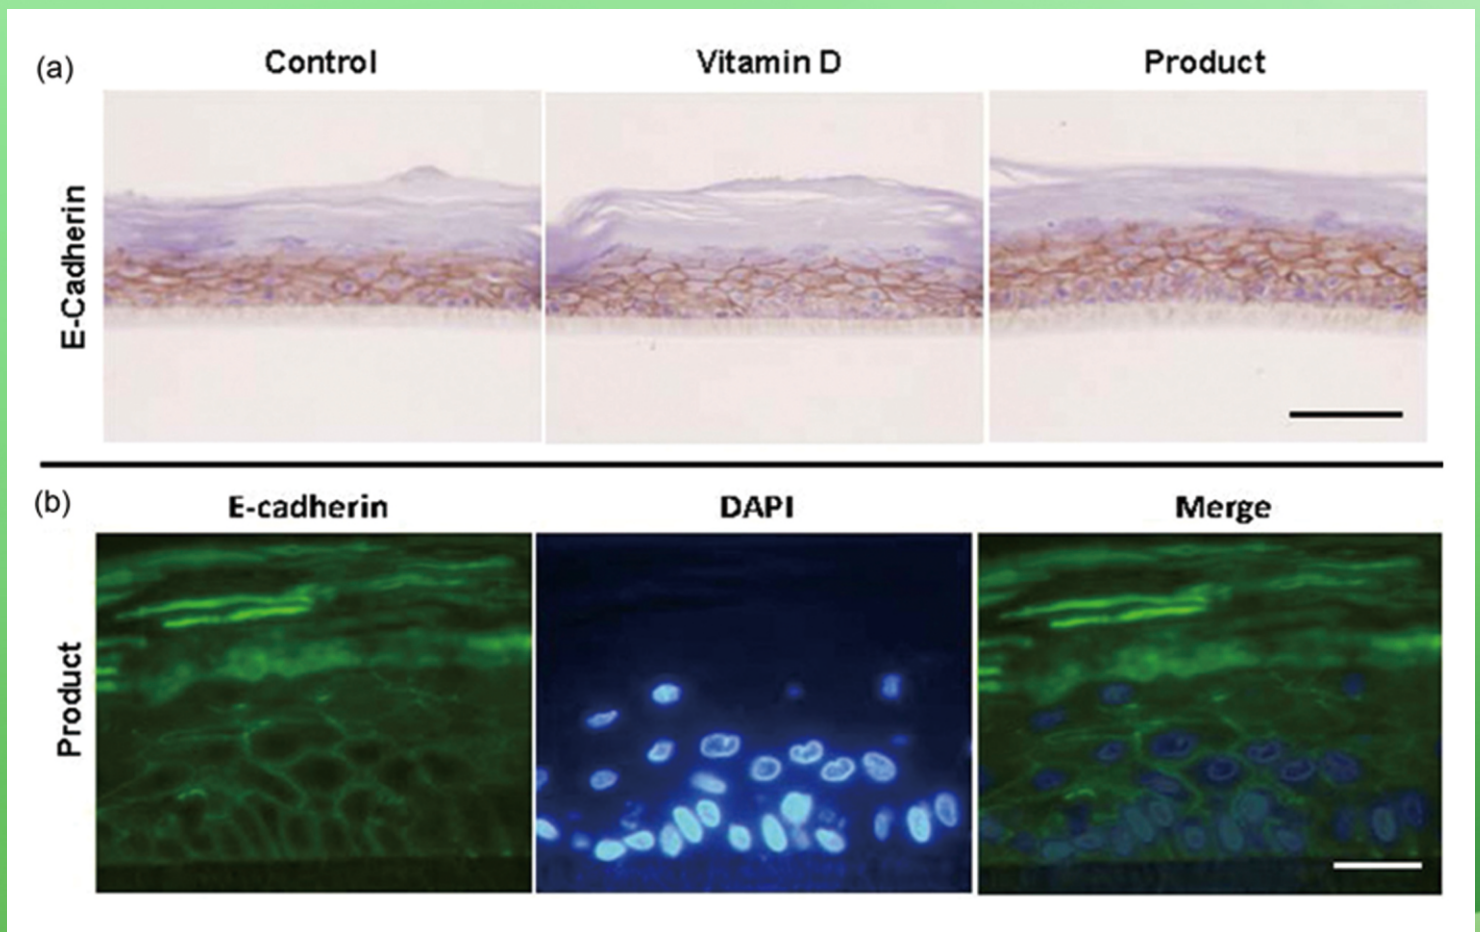 (a)
Control
Vitamin D
Product
E-Cadherin
(b)
E-cadherin
DAPI
Merge
Product